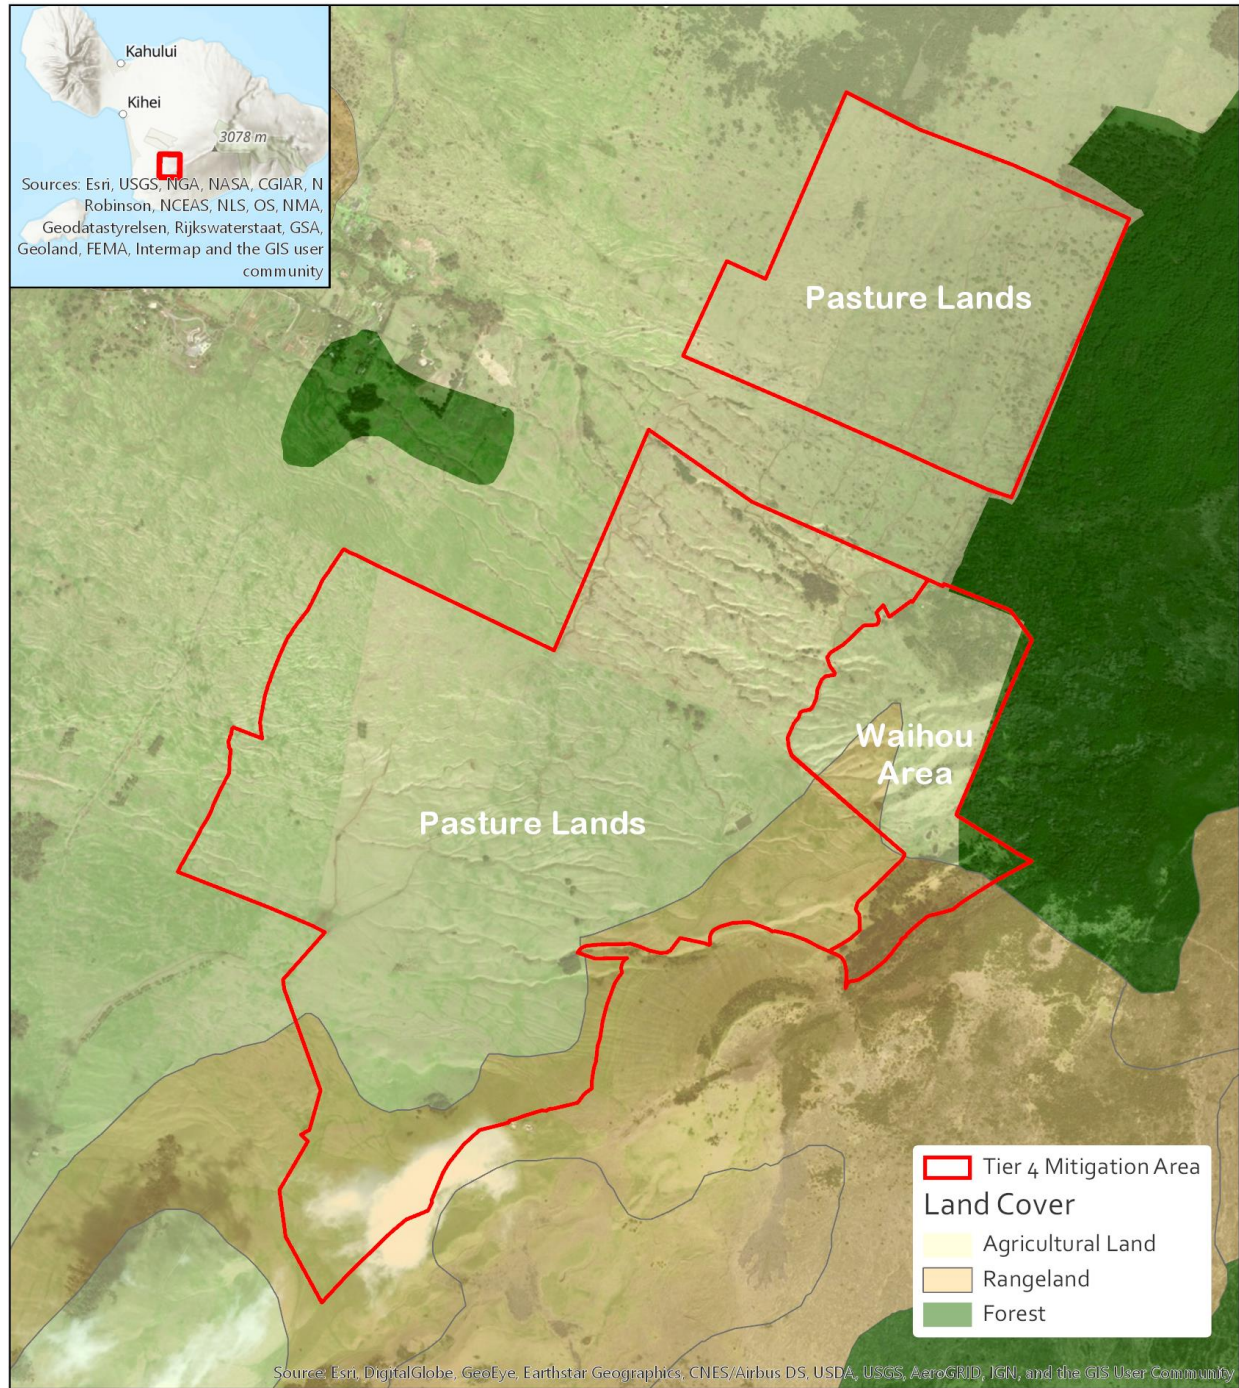 Kahului
Kihei
3078 m
Sources: Esri, USGS, NGA, NASA, CGIAR, N
Robinson, NCEAS, NLS, OS, NMA,
Geodatastyrelsen, Rijkswaterstaat, GSA,
Geoland, FEMA, Intermap and the GIS user
community
Pasture Lands
Waihou
Area
Pasture Lands
Tier 4 Mitigation Area
Land Cover
Agricultural Land
Rangeland
Forest
Source: Esri, DigitalGlobe, GeoEye, Earthstar Geographics, CNES/Airbus DS, USDA, USGS, AeroGRID, IGN, and the GIS User Community